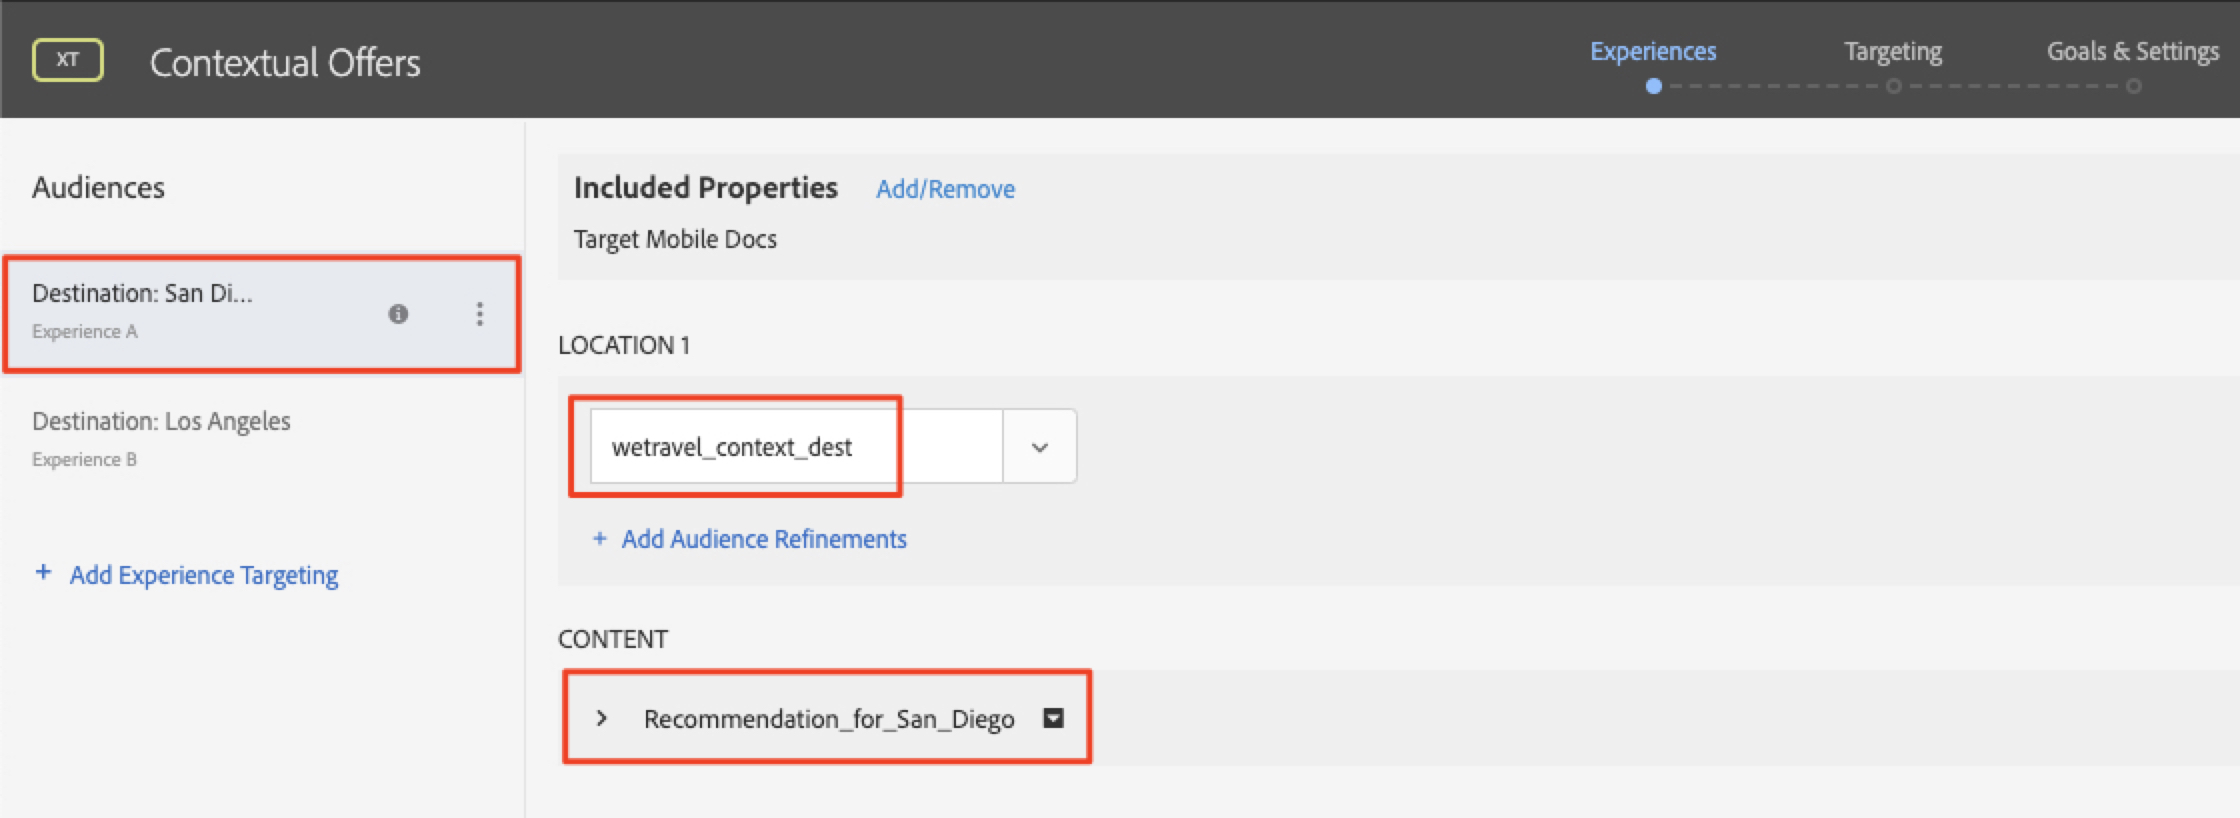 XT
Contextual Offers
Experiences
Targeting
Goals & Settings
Audiences
Destination: San Di...
Experience A
Destination: Los Angeles
Experience B
+ Add Experience Targeting
Included Properties Add/Remove
Target Mobile Docs
LOCATION 1
wetravel_context_dest
+ Add Audience Refinements
CONTENT
Recommendation_for_San_Diego